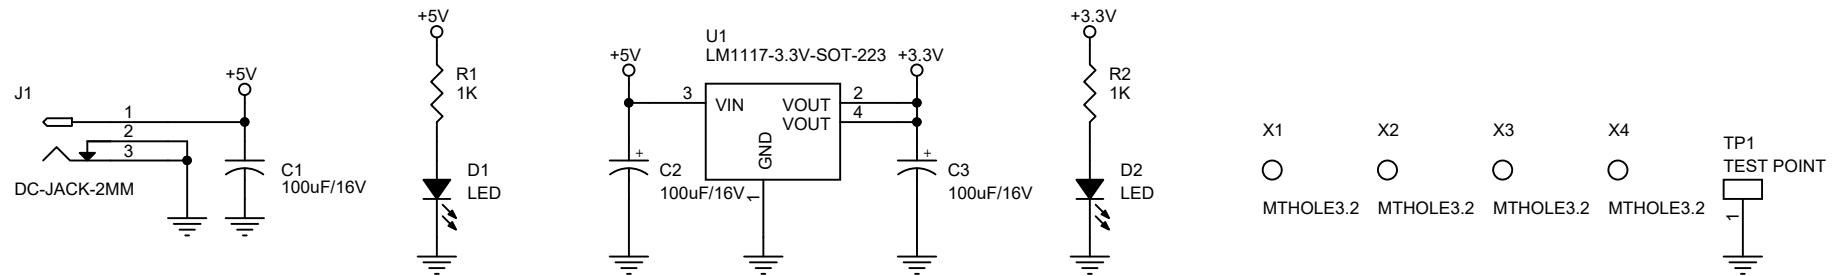 J1
1
2
3
DC-JACK-2MM
+5V
C1
100uF/16V
+5V
R1
1K
D1
LED
+5V
U1
LM1117-3.3V-SOT-223
+3.3V
3
VIN
VOUT
2
VOUT
4
GND
1
+
C2
100uF/16V
+
C3
100uF/16V
+3.3V
R2
1K
D2
LED
X1
MTHOLE3.2
X2
MTHOLE3.2
X3
MTHOLE3.2
X4
MTHOLE3.2
TP1
TEST POINT
1